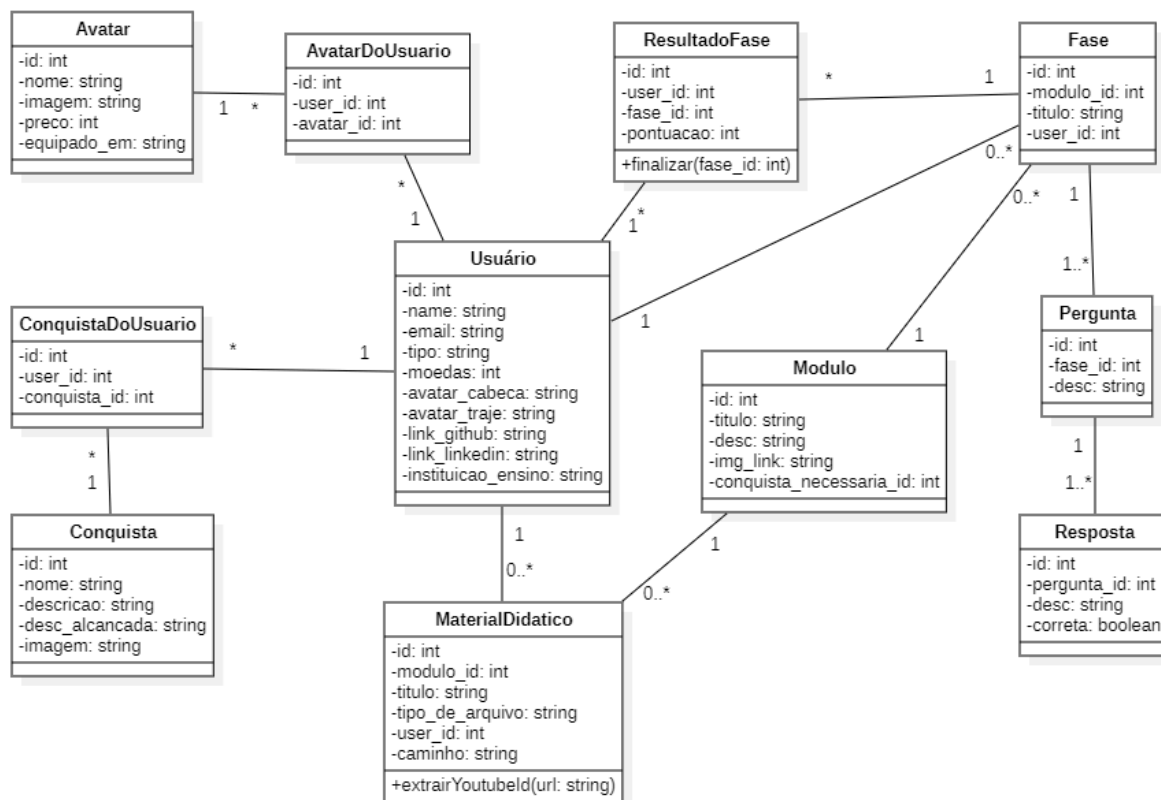 Avatar
-id: int
-nome: string
-imagem: string
-preco: int
-equipado_em: string
1
*
AvatarDoUsuario
-id: int
-user_id: int
-avatar_id: int
*
1
ResultadoFase
-id: int
-user_id: int
-fase_id: int
-pontuacao: int
+finalizar(fase_id: int)
*
1
*
1
Fase
-id: int
-modulo_id: int
-titulo: string
-user_id: int
0..*
1
0..*
1
1
1..*
Usuário
-id: int
-name: string
-email: string
-tipo: string
-moedas: int
-avatar_cabeca: string
-avatar_traje: string
-link_github: string
-link_linkedin: string
-instituicao_ensino: string
ConquistaDoUsuario
-id: int
-user_id: int
-conquista_id: int
*
1
*
1
Pergunta
-id: int
-fase_id: int
-desc: string
1
1..*
Modulo
-id: int
-titulo: string
-desc: string
-img_link: string
-conquista_necessaria_id: int
1
0..*
Conquista
-id: int
-nome: string
-descricao: string
-desc_alcancada: string
-imagem: string
1
0..*
Resposta
-id: int
-pergunta_id: int
-desc: string
-correta: boolean
MaterialDidatico
-id: int
-modulo_id: int
-titulo: string
-tipo_de_arquivo: string
-user_id: int
-caminho: string
+extrairYoutubeId(url: string)